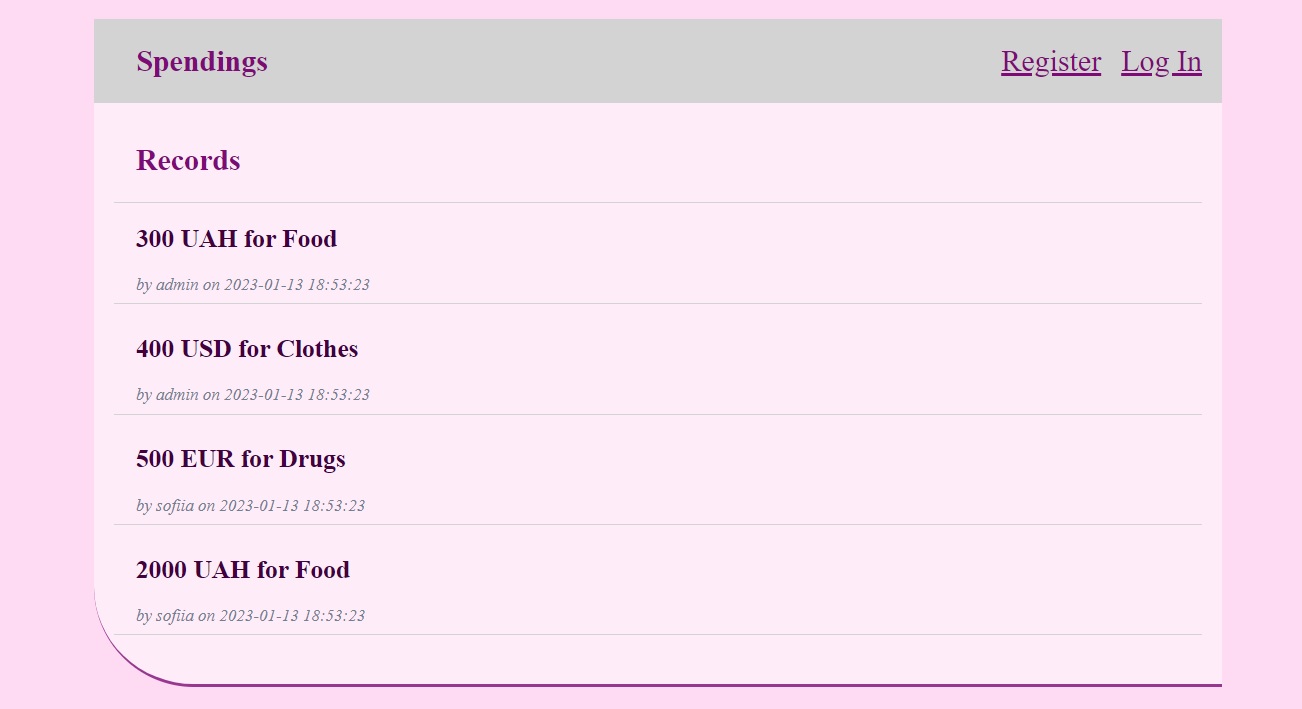 Spendings
Register Log In
Records
300 UAH for Food
by admin on 2023-01-13 18:53:23
400 USD for Clothes
by admin on 2023-01-13 18:53:23
500 EUR for Drugs
by sofiia on 2023-01-13 18:53:23
2000 UAH for Food
by sofiia on 2023-01-13 18:53:23